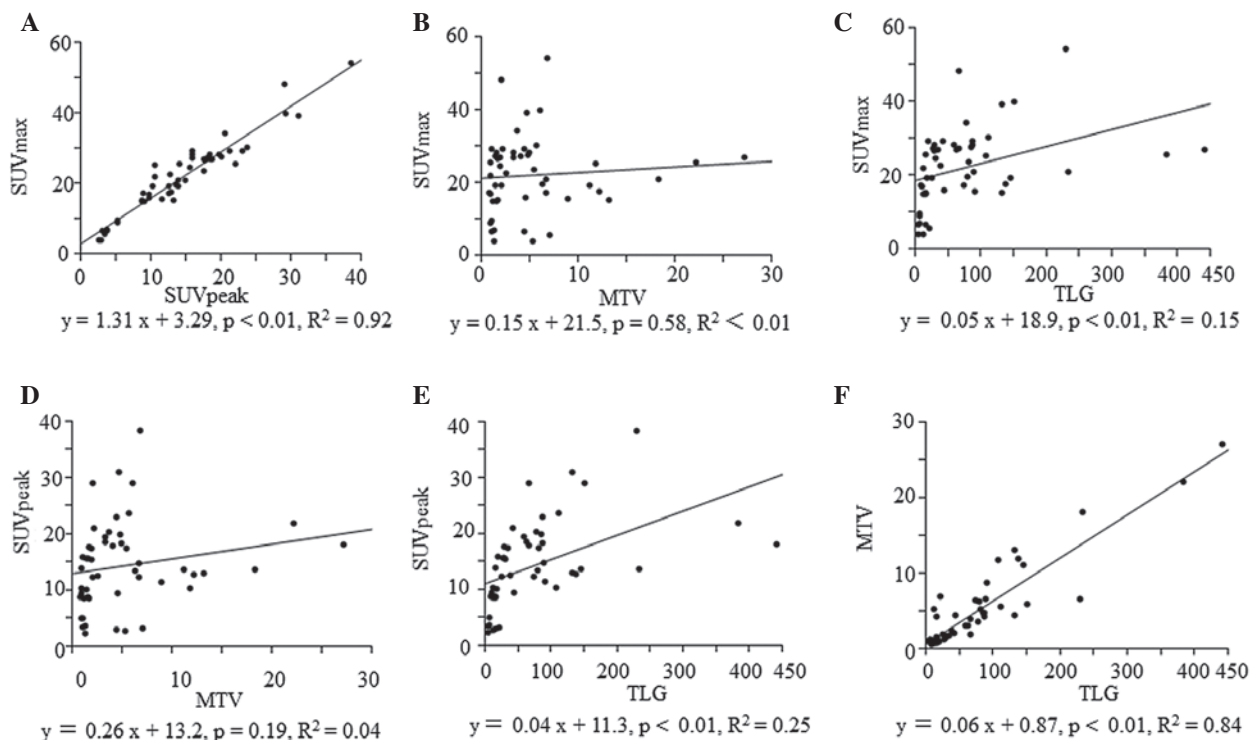 A
60
40
20
0
SUVmax
0 10 20 30 40
SUVpeak
y = 1.31 x + 3.29, p < 0.01, R² = 0.92
B
60
40
20
0
SUVmax
0 10 20 30
MTV
y = 0.15 x + 21.5, p = 0.58, R² < 0.01
C
60
40
20
0
SUVmax
0 100 200 300 400 450
TLG
y = 0.05 x + 18.9, p < 0.01, R² = 0.15
D
40
30
20
10
0
SUVpeak
0 10 20 30
MTV
y = 0.26 x + 13.2, p = 0.19, R² = 0.04
E
40
30
20
10
0
SUVpeak
0 100 200 300 400 450
TLG
y = 0.04 x + 11.3, p < 0.01, R² = 0.25
F
30
20
10
0
MTV
0 100 200 300 400 450
TLG
y = 0.06 x + 0.87, p < 0.01, R² = 0.84